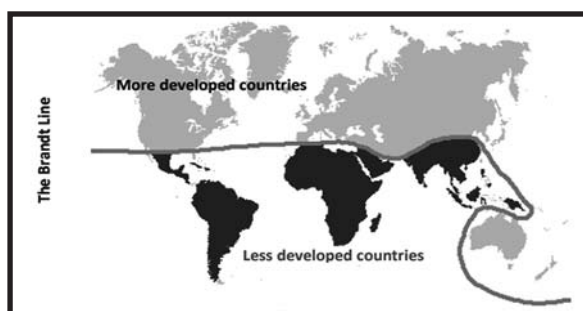 The Brandt Line
More developed countries
Less developed countries